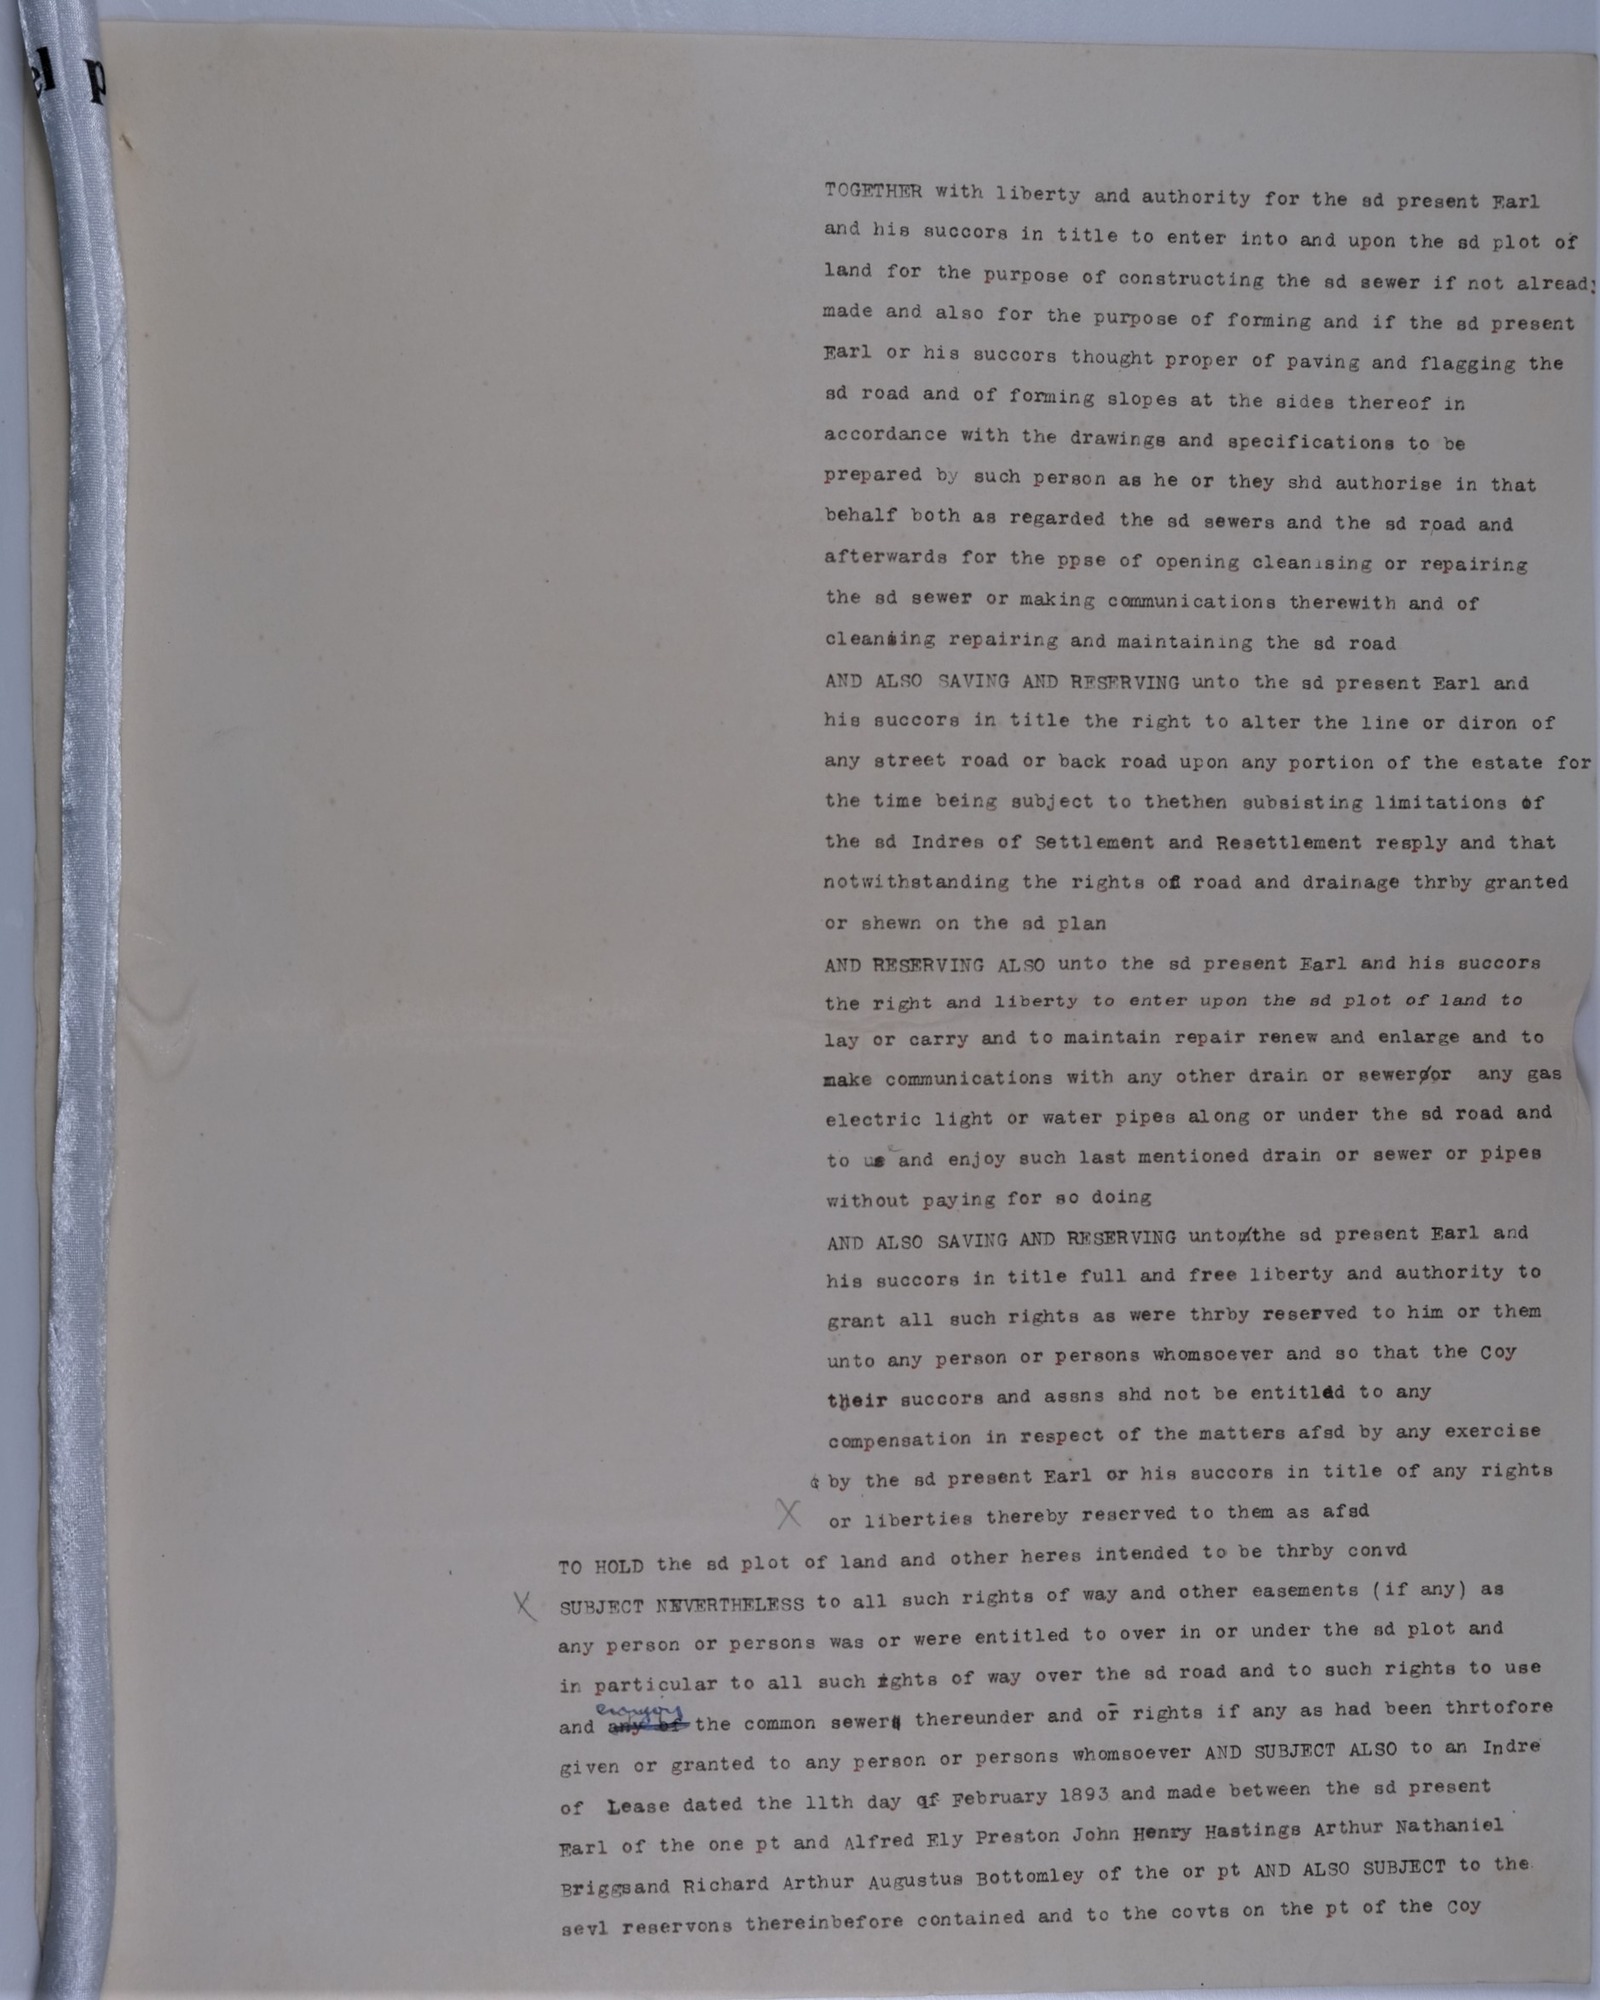 el p
TOGETHER with liberty and authority for the sd present Earl
and his succors in title to enter into and upon the sd plot of
land for the purpose of constructing the sd sewer if not already
made and also for the purpose of forming and if the sd present
Earl or his succors thought proper of paving and flagging the
sd road and of forming slopes at the sides thereof in
accordance with the drawings and specifications to be
prepared by such person as he or they shd authorise in that
behalf both as regarded the sd sewers and the sd road and
afterwards for the ppse of opening cleanising or repairing
the sd sewer or making communications therewith and of
cleansing repairing and maintaining the sd road
AND ALSO SAVING AND RESERVING unto the sd present Earl and
his succors in title the right to alter the line or diron of
any street road or back road upon any portion of the estate for
the time being subject to thethen subsisting limitations of
the sd Indres of Settlement and Resettlement resply and that
notwithstanding the rights of road and drainage thrby granted
or shewn on the sd plan
AND RESERVING ALSO unto the sd present Earl and his succors
the right and liberty to enter upon the sd plot of land to
lay or carry and to maintain repair renew and enlarge and to
make communications with any other drain or sewer or any gas
electric light or water pipes along or under the sd road and
to use and enjoy such last mentioned drain or sewer or pipes
without paying for so doing
AND ALSO SAVING AND RESERVING unto the sd present Earl and
his succors in title full and free liberty and authority to
grant all such rights as were thrby reserved to him or them
unto any person or persons whomsoever and so that the Coy
their succors and assns shd not be entitled to any
compensation in respect of the matters afsd by any exercise
by the sd present Earl or his succors in title of any rights
X or liberties thereby reserved to them as afsd
TO HOLD the sd plot of land and other heres intended to be thrby convd
X SUBJECT NEVERTHELESS to all such rights of way and other easements (if any) as
any person or persons was or were entitled to over in or under the sd plot and
in particular to all such rghts of way over the sd road and to such rights to use
and any of the common sewer thereunder and or rights if any as had been thrtofore
given or granted to any person or persons whomsoever AND SUBJECT ALSO to an Indre
of Lease dated the 11th day of February 1893 and made between the sd present
Earl of the one pt and Alfred Ely Preston John Henry Hastings Arthur Nathaniel
Briggsand Richard Arthur Augustus Bottomley of the or pt AND ALSO SUBJECT to the
sevl reservons thereinbefore contained and to the covts on the pt of the Coy